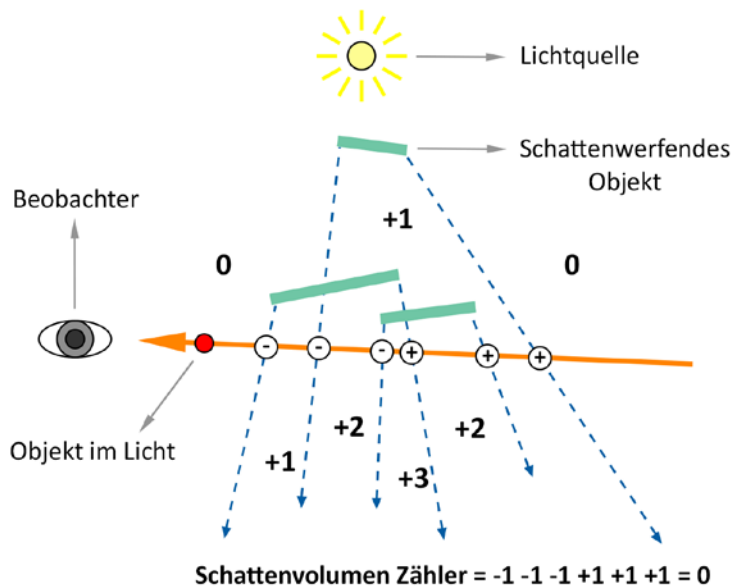 Lichtquelle
Schattenwerfendes
Objekt
Beobachter
+1
0
0
- - - + + +
Objekt im Licht
+2
+2
+1
+3
Schattenvolumen Zähler = -1 -1 -1 +1 +1 +1 = 0